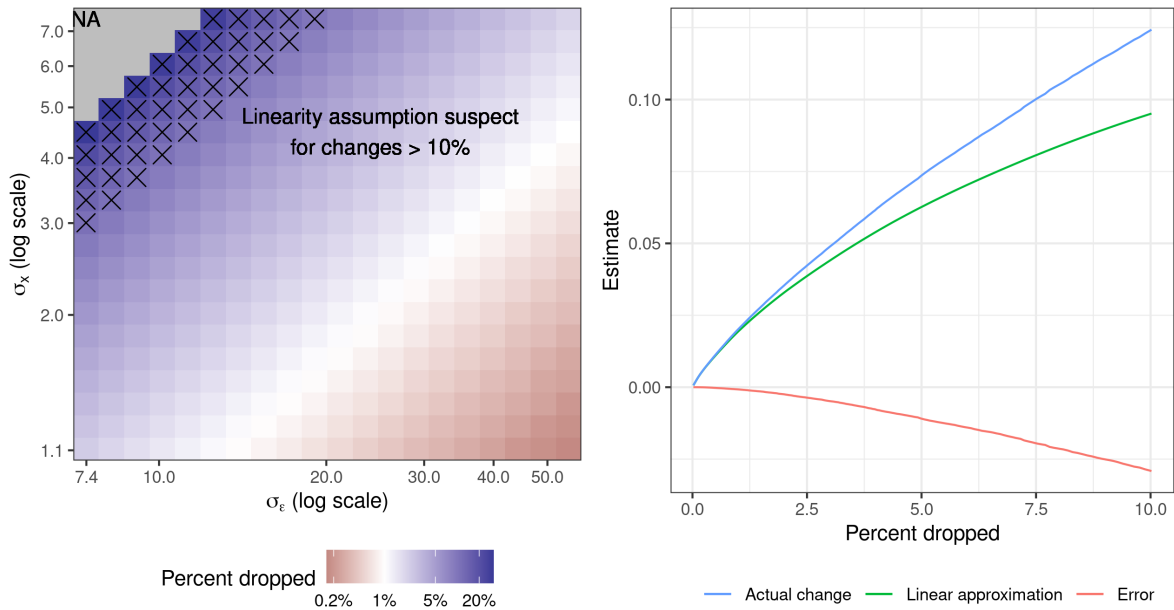 NA
7.0
6.0
5.0
4.0
3.0
2.0
1.1
σx (log scale)
Linearity assumption suspect
for changes > 10%
7.4 10.0 20.0 30.0 40.0 50.0
σε (log scale)
Percent dropped
0.2% 1% 5% 20%
Estimate
0.10
0.05
0.00
0.0 2.5 5.0 7.5 10.0
Percent dropped
Actual change Linear approximation Error